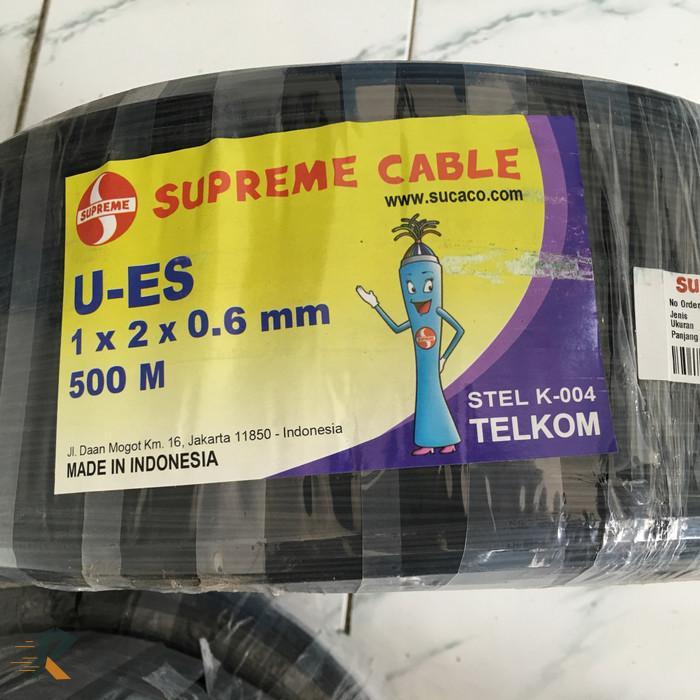 SUPREME
SUPREME CABLE
www.sucaco.com
U-ES
1 x 2 x 0.6 mm
500 M
STEL K-004
TELKOM
Jl. Daan Mogot Km. 16, Jakarta 11850 - Indonesia
MADE IN INDONESIA
SU
No Order
Jenis
Ukuran
Panjang